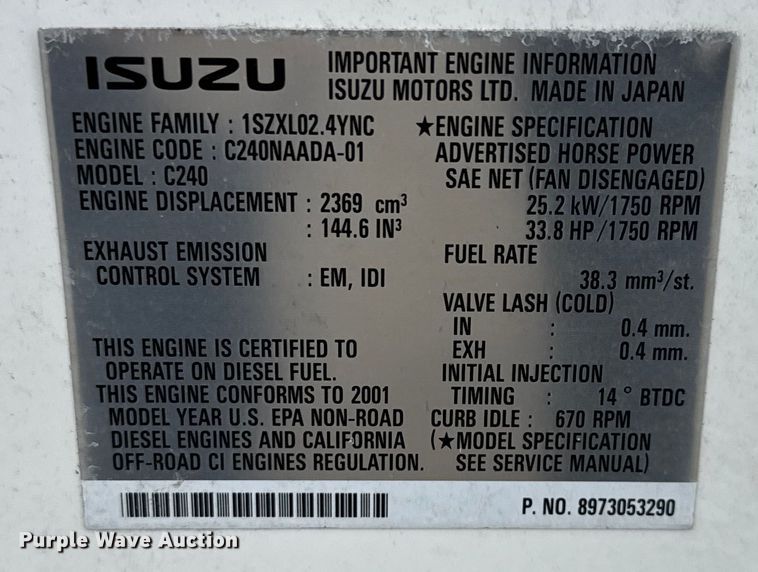 ISUZU
IMPORTANT ENGINE INFORMATION
ISUZU MOTORS LTD. MADE IN JAPAN
ENGINE FAMILY : 1SZXL02.4YNC
ENGINE CODE : C240NAADA-01
MODEL : C240
ENGINE DISPLACEMENT : 2369 cm³
: 144.6 IN³
EXHAUST EMISSION
CONTROL SYSTEM : EM, IDI
THIS ENGINE IS CERTIFIED TO
OPERATE ON DIESEL FUEL.
THIS ENGINE CONFORMS TO 2001
MODEL YEAR U.S. EPA NON-ROAD
DIESEL ENGINES AND CALIFORNIA
OFF-ROAD CI ENGINES REGULATION.
★ENGINE SPECIFICATION
ADVERTISED HORSE POWER
SAE NET (FAN DISENGAGED)
25.2 kW/1750 RPM
33.8 HP/1750 RPM
FUEL RATE
38.3 mm³/st.
VALVE LASH (COLD)
IN : 0.4 mm.
EXH : 0.4 mm.
INITIAL INJECTION
TIMING : 14° BTDC
CURB IDLE : 670 RPM
(★MODEL SPECIFICATION
SEE SERVICE MANUAL)
P. NO. 8973053290
Purple Wave Auction